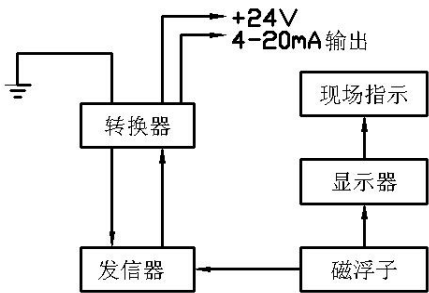 +24V
4-20mA输出
现场指示
转换器
显示器
发信器
磁浮子